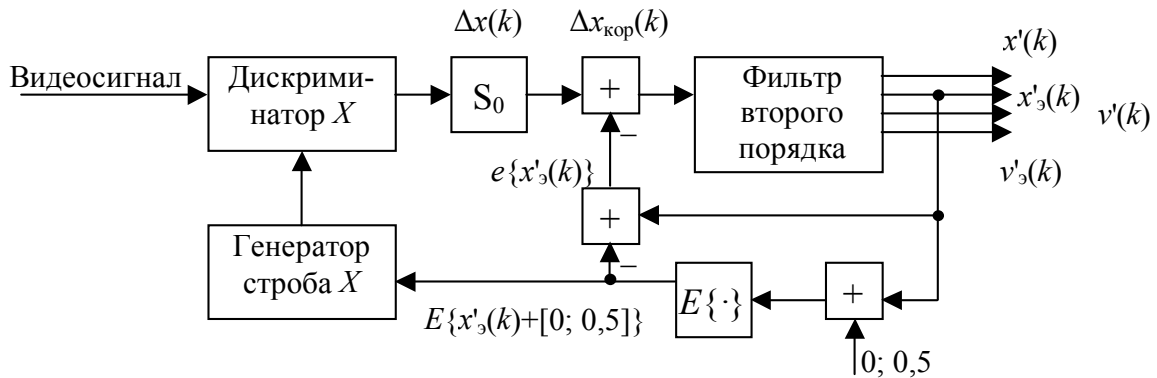 Δx(k)
Δxкор(k)
x'(k)
Видеосигнал
Дискрими-
натор X
S0
+
Фильтр
второго
порядка
x'э(k)
v'(k)
–
e{x'э(k)}
v'э(k)
+
Генератор
строба X
–
E{x'э(k)+[0; 0,5]}
E{·}
+
0; 0,5